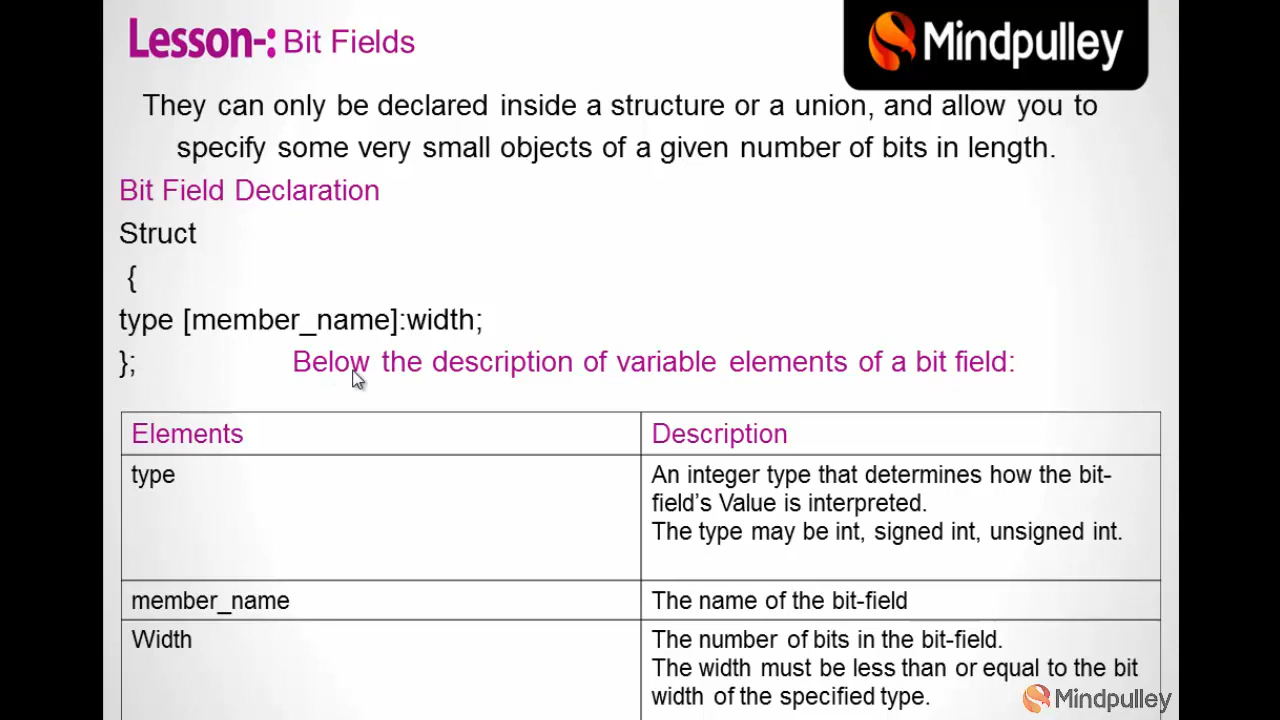 Lesson-: Bit Fields
Mindpulley
They can only be declared inside a structure or a union, and allow you to
specify some very small objects of a given number of bits in length.
Bit Field Declaration
Struct
{
type [member_name]:width;
};
Below the description of variable elements of a bit field:
Elements
Description
type
An integer type that determines how the bit-
field's Value is interpreted.
The type may be int, signed int, unsigned int.
member_name
The name of the bit-field
Width
The number of bits in the bit-field.
The width must be less than or equal to the bit
width of the specified type.
Mindpulley